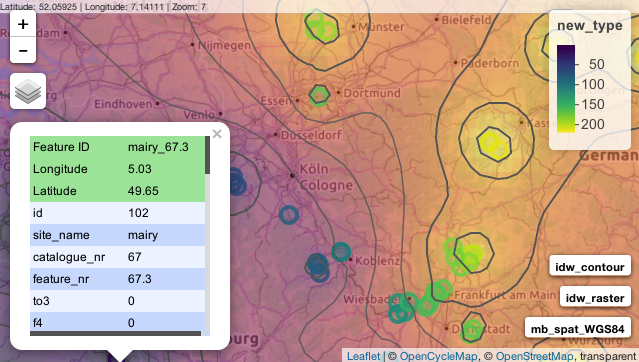 Latitude: 52.05925 | Longitude: 7.14111 | Zoom: 7
+
−
Münster
Bielefeld
Nijmegen
Paderborn
Eindhoven
Essen
Dortmund
Venlo
Düsseldorf
Köln
Cologne
Koblenz
Wiesbaden
Frankfurt am Main
Würzburg
new_type
50
100
150
200
German
×
Feature ID mairy_67.3
Longitude 5.03
Latitude 49.65
id 102
site_name mairy
catalogue_nr 67
feature_nr 67.3
to3 0
f4 0
idw_contour
idw_raster
mb_spat_WGS84
Leaflet | © OpenCycleMap, © OpenStreetMap, transparent